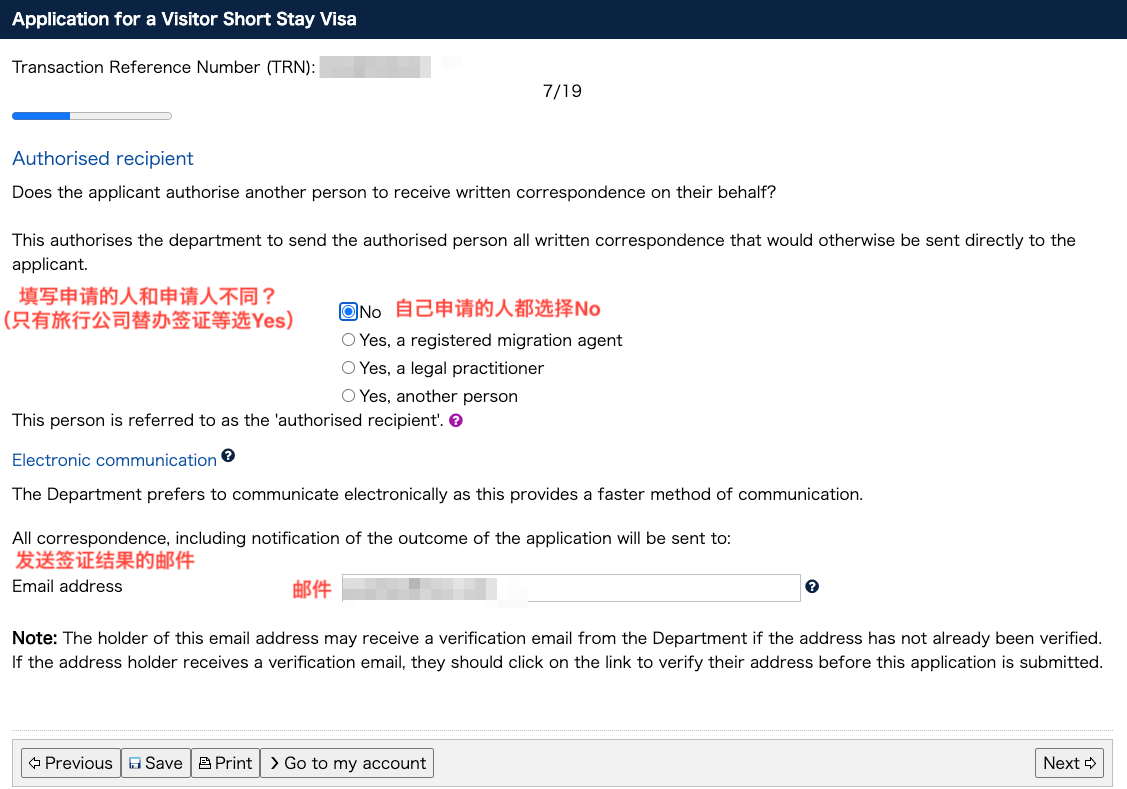 Application for a Visitor Short Stay Visa
Transaction Reference Number (TRN):
7/19
Authorised recipient
Does the applicant authorise another person to receive written correspondence on their behalf?
This authorises the department to send the authorised person all written correspondence that would otherwise be sent directly to the
applicant.
填写申请的人和申请人不同？
(只有旅行公司替办签证等选Yes)
No 自己申请的人都选择No
Yes, a registered migration agent
Yes, a legal practitioner
Yes, another person
This person is referred to as the 'authorised recipient'. ?
Electronic communication ?
The Department prefers to communicate electronically as this provides a faster method of communication.
All correspondence, including notification of the outcome of the application will be sent to:
发送签证结果的邮件
Email address 邮件 ?
Note: The holder of this email address may receive a verification email from the Department if the address has not already been verified.
If the address holder receives a verification email, they should click on the link to verify their address before this application is submitted.
Previous Save Print Go to my account Next